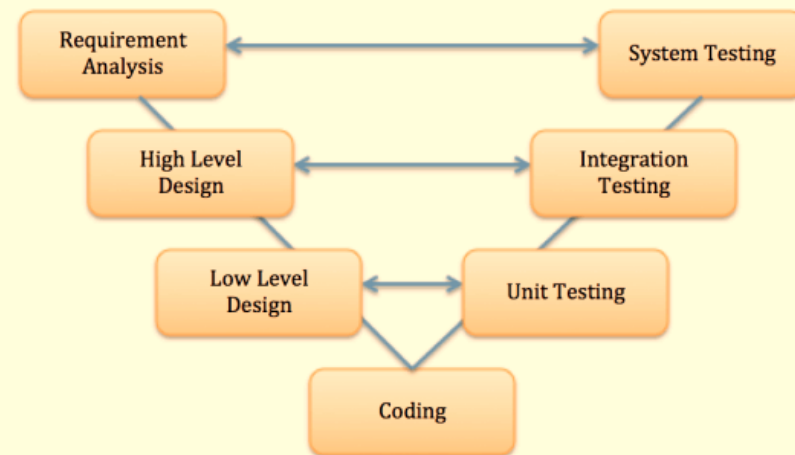 Requirement
Analysis
System Testing
High Level
Design
Integration
Testing
Low Level
Design
Unit Testing
Coding